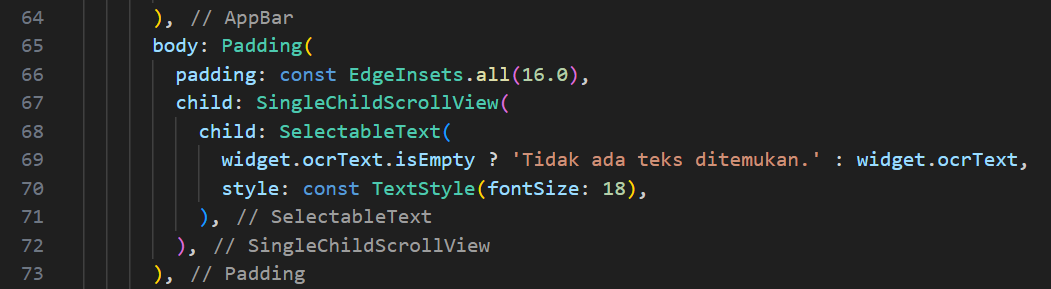 64 ), // AppBar
65 body: Padding(
66 padding: const EdgeInsets.all(16.0),
67 child: SingleChildScrollView(
68 child: SelectableText(
69 widget.ocrText.isEmpty ? 'Tidak ada teks ditemukan.' : widget.ocrText,
70 style: const TextStyle(fontSize: 18),
71 ), // SelectableText
72 ), // SingleChildScrollView
73 ), // Padding